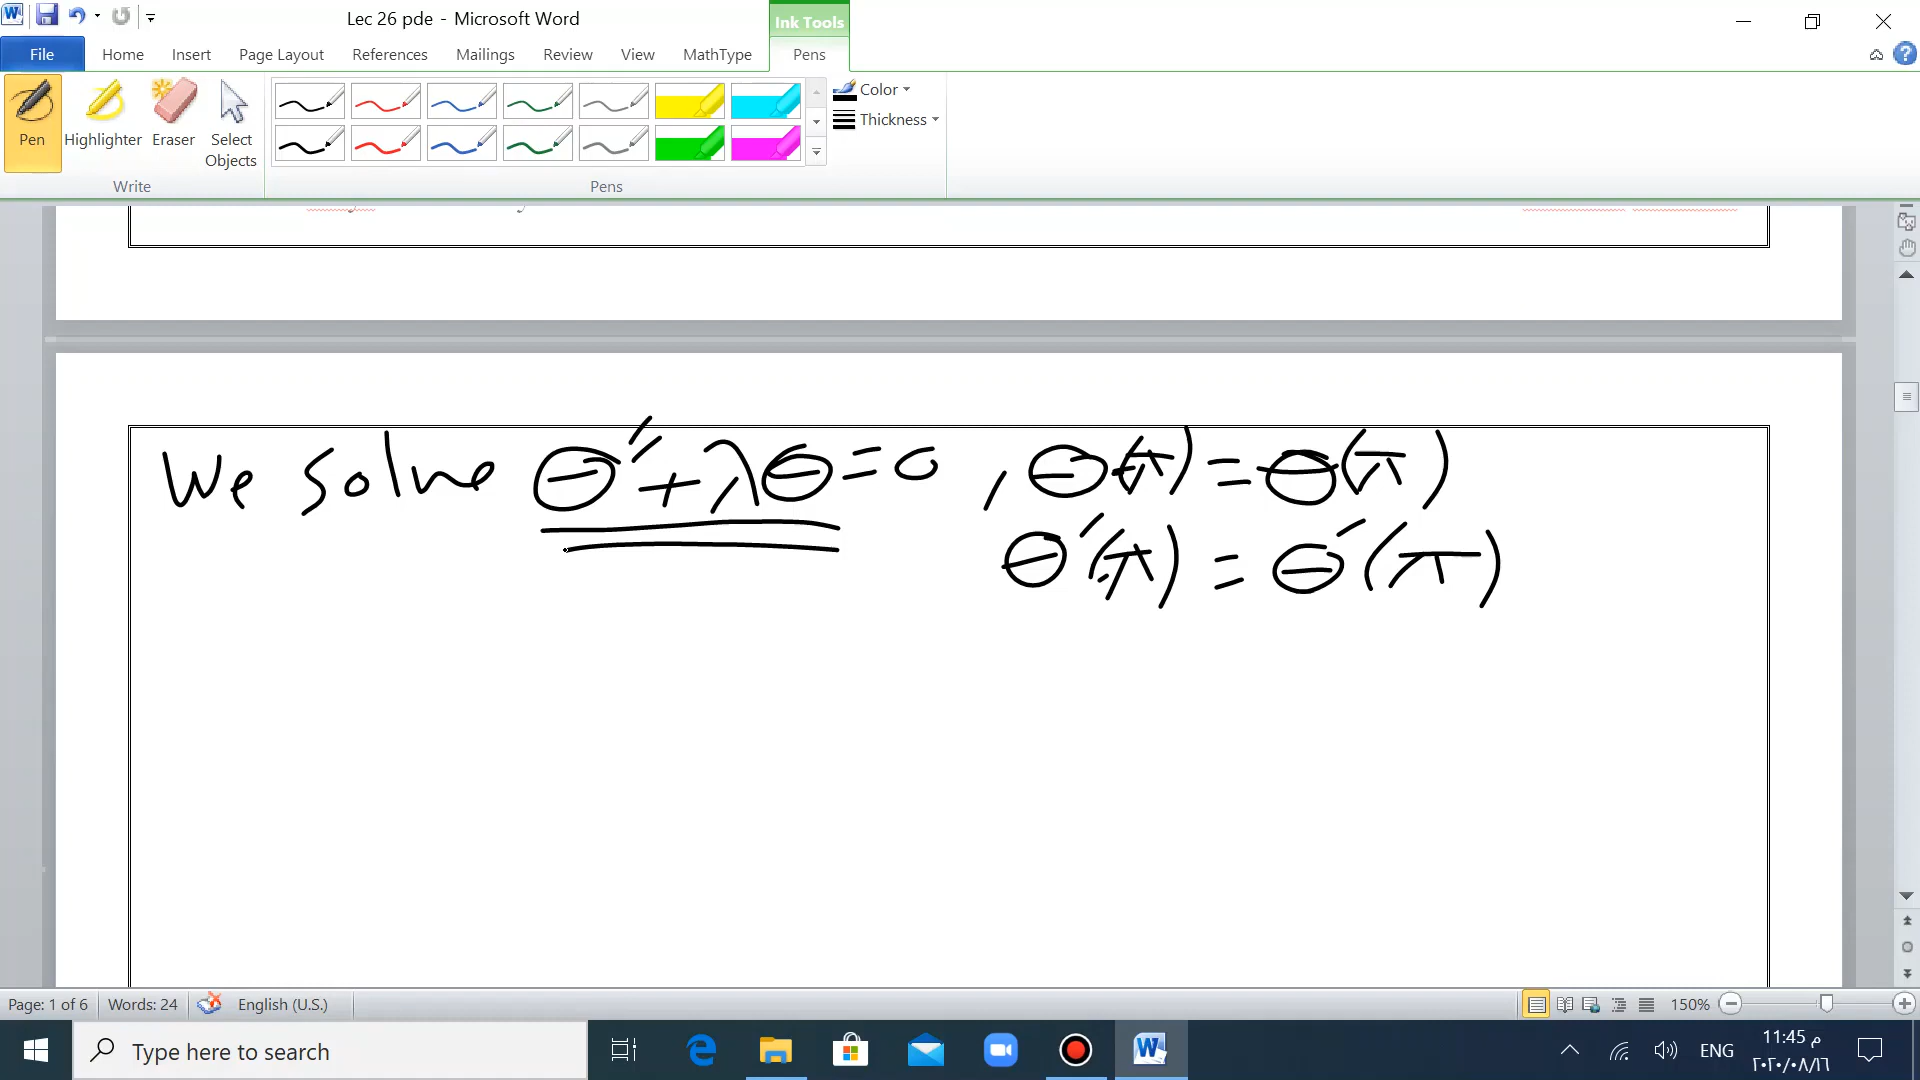 Lec 26 pde - Microsoft Word
Ink Tools
File Home Insert Page Layout References Mailings Review View MathType Pens
Pen Highlighter Eraser Select Objects
Color
Thickness
Write Pens
We solve Θ″+λΘ=0 , Θ(-π) = Θ(π)
Θ′(-π) = Θ′(π)
Page: 1 of 6 Words: 24 English (U.S.) 150%
Type here to search
ENG
11:45 م
٢٠٢٠/٠٨/١٦